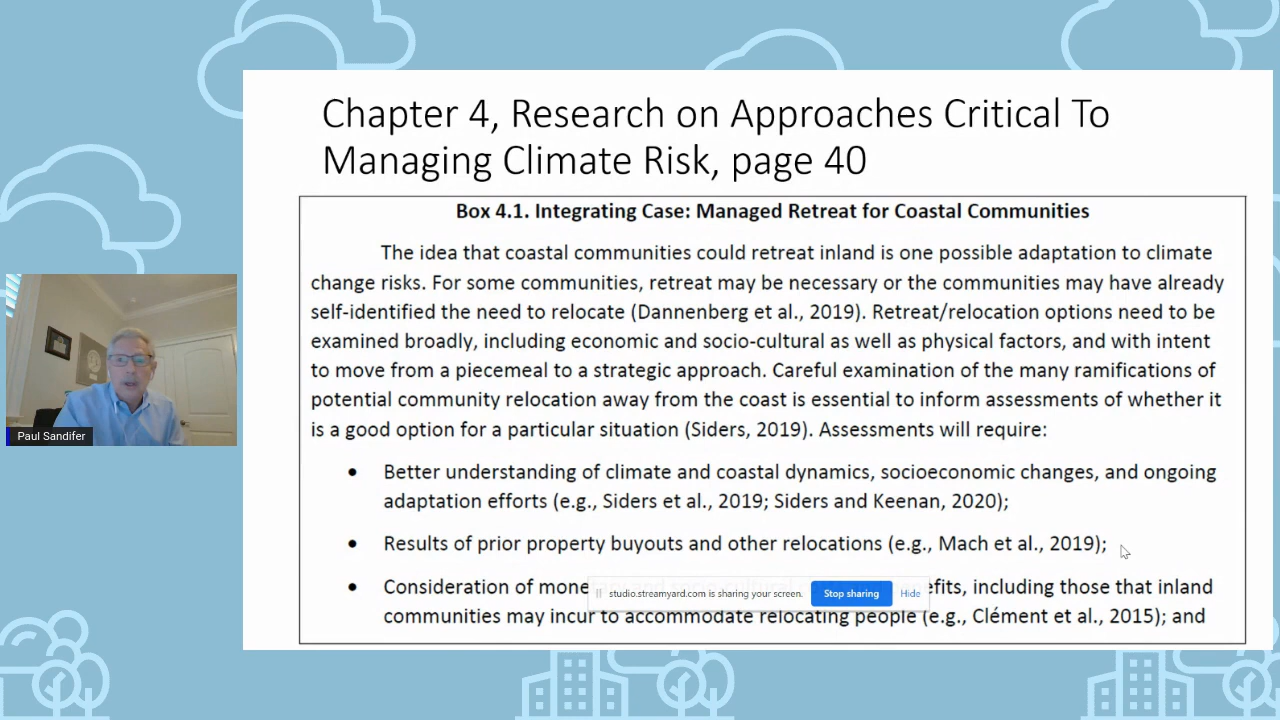 Chapter 4, Research on Approaches Critical To
Managing Climate Risk, page 40
Box 4.1. Integrating Case: Managed Retreat for Coastal Communities
The idea that coastal communities could retreat inland is one possible adaptation to climate
change risks. For some communities, retreat may be necessary or the communities may have already
self-identified the need to relocate (Dannenberg et al., 2019). Retreat/relocation options need to be
examined broadly, including economic and socio-cultural as well as physical factors, and with intent
to move from a piecemeal to a strategic approach. Careful examination of the many ramifications of
potential community relocation away from the coast is essential to inform assessments of whether it
is a good option for a particular situation (Siders, 2019). Assessments will require:
• Better understanding of climate and coastal dynamics, socioeconomic changes, and ongoing
adaptation efforts (e.g., Siders et al., 2019; Siders and Keenan, 2020);
• Results of prior property buyouts and other relocations (e.g., Mach et al., 2019);
• Consideration of including those that inland
studio.streamyard.com is sharing your screen. Stop sharing Hide
communities may incur to accommodate relocating people (e.g., Clément et al., 2015); and
Paul Sandifer